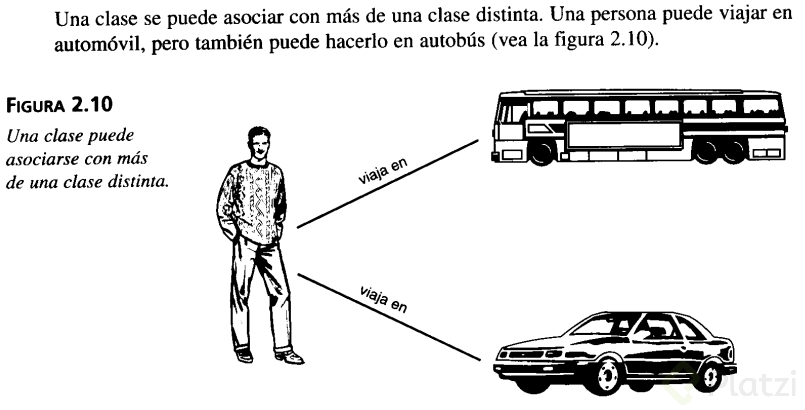 Una clase se puede asociar con más de una clase distinta. Una persona puede viajar en
automóvil, pero también puede hacerlo en autobús (vea la figura 2.10).
FIGURA 2.10
Una clase puede
asociarse con más
de una clase distinta.
viaja en
viaja en
Platzi